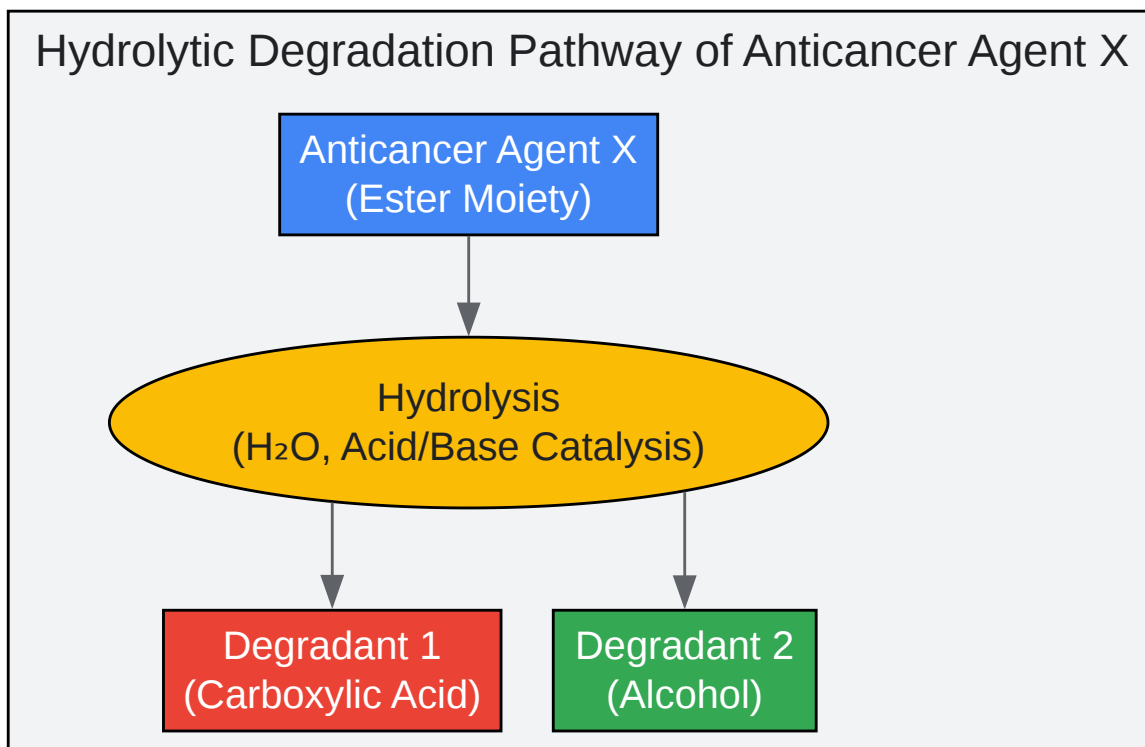 Hydrolytic Degradation Pathway of Anticancer Agent X
Anticancer Agent X
(Ester Moiety)
Hydrolysis
(H₂O, Acid/Base Catalysis)
Degradant 1
(Carboxylic Acid)
Degradant 2
(Alcohol)